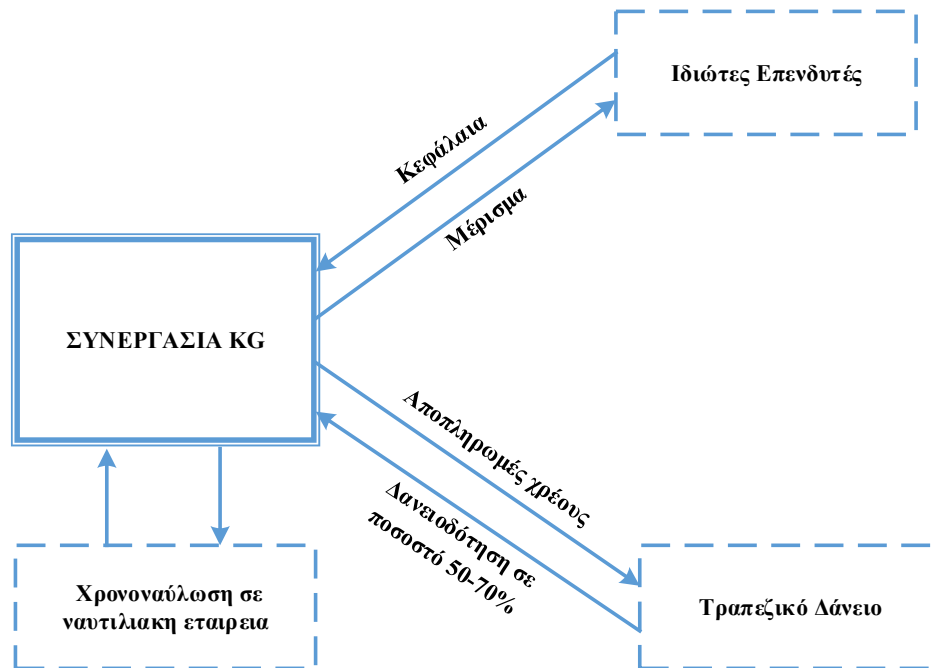 Ιδιώτες Επενδυτές
Κεφάλαια
Μέρισμα
ΣΥΝΕΡΓΑΣΙΑ KG
Αποπληρωμές χρέους
Δανειοδότηση σε
ποσοστό 50-70%
Χρονοναύλωση σε
ναυτιλιακη εταιρεια
Τραπεζικό Δάνειο